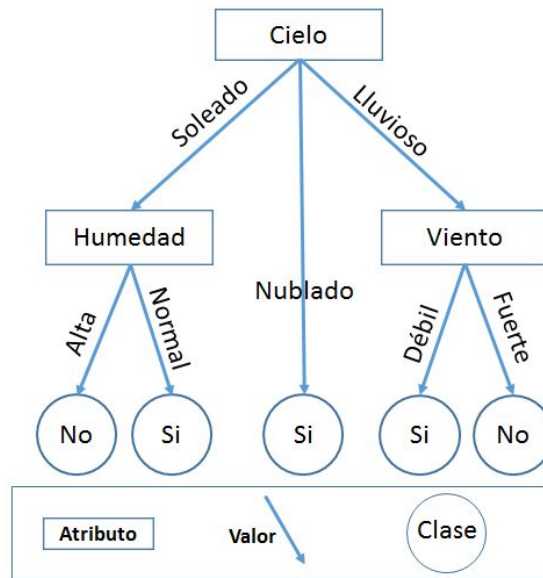 Cielo
Soleado
Lluvioso
Humedad
Viento
Nublado
Alta
Normal
Débil
Fuerte
No
Si
Si
Si
No
Atributo
Valor
Clase